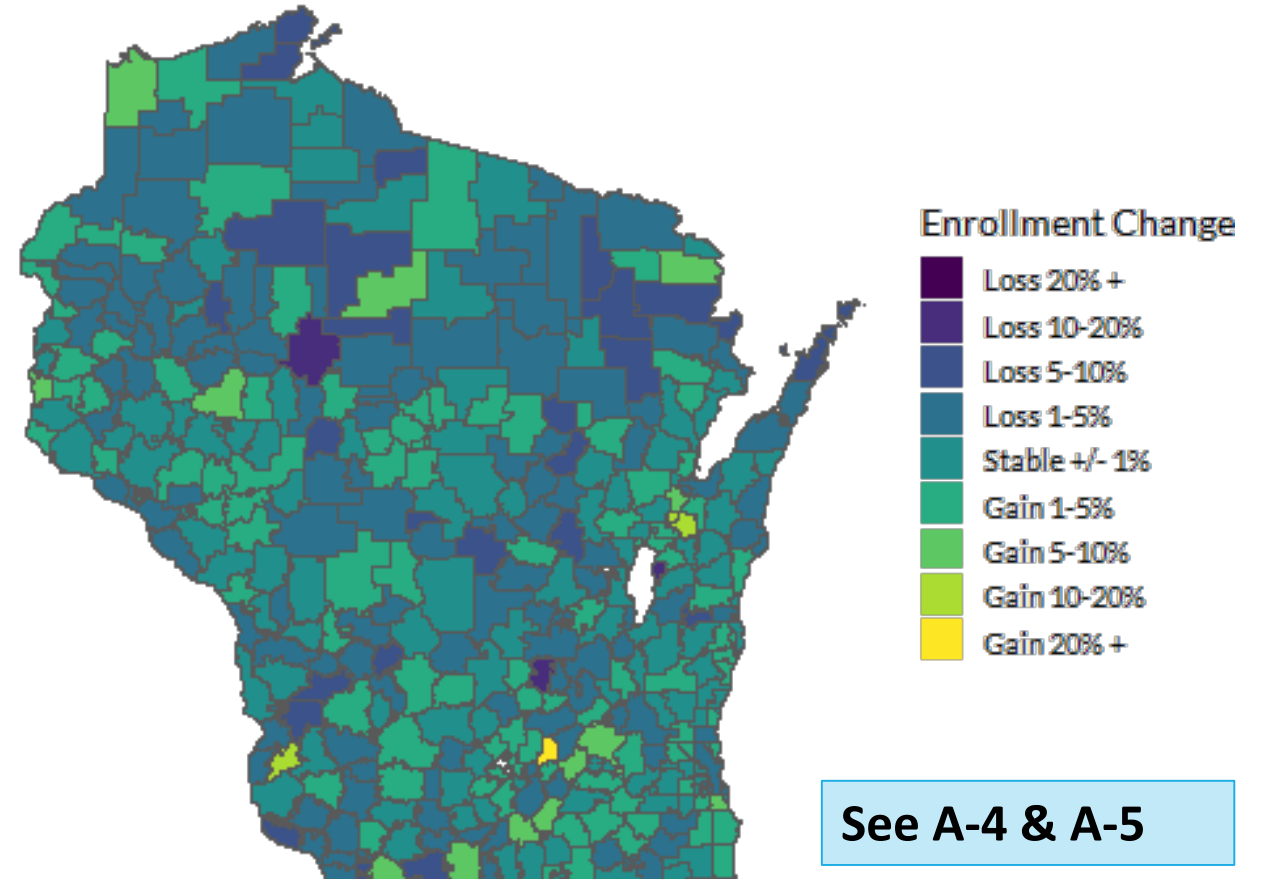 Enrollment Change
Loss 20% +
Loss 10-20%
Loss 5-10%
Loss 1-5%
Stable +/- 1%
Gain 1-5%
Gain 5-10%
Gain 10-20%
Gain 20% +
See A-4 & A-5